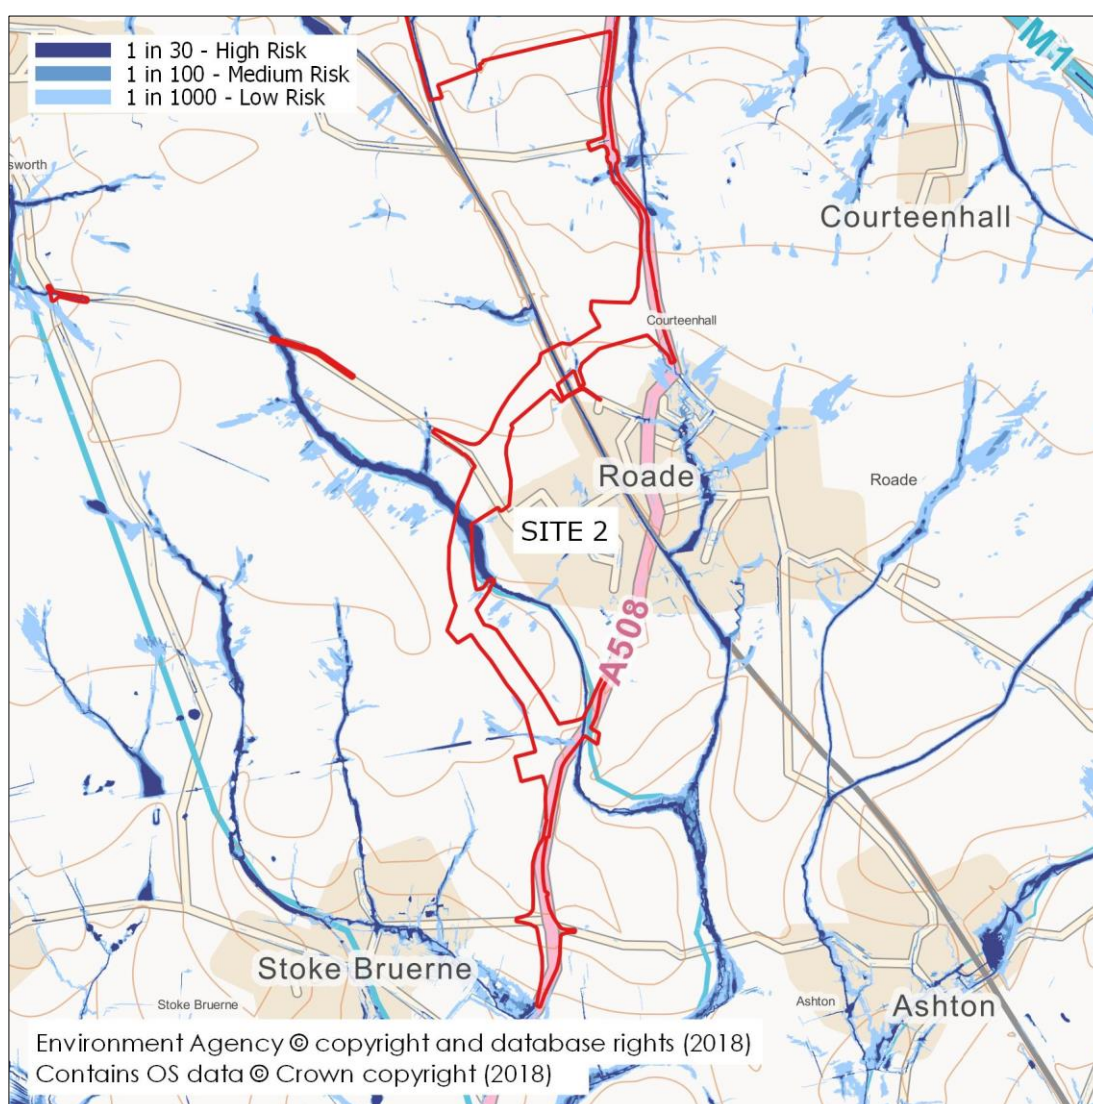 1 in 30 - High Risk
1 in 100 - Medium Risk
1 in 1000 - Low Risk
M1
sworth
Courteenhall
Courteenhall
Roade
Roade
SITE 2
A508
Stoke Bruerne
Stoke Bruerne
Ashton
Ashton
Environment Agency © copyright and database rights (2018)
Contains OS data © Crown copyright (2018)